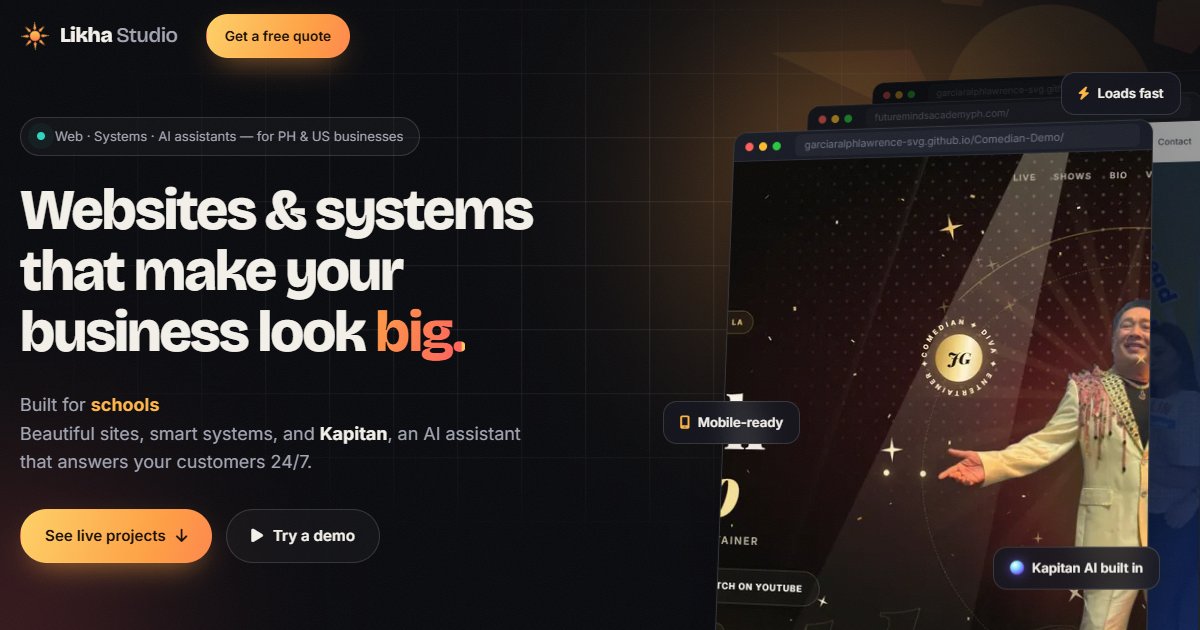 Likha Studio
Get a free quote
Web · Systems · AI assistants — for PH & US businesses
Websites & systems
that make your
business look big.
Built for schools
Beautiful sites, smart systems, and Kapitan, an AI assistant
that answers your customers 24/7.
See live projects ↓
Try a demo
Loads fast
futuremindsacademyph.com/
garciaralphlawrence-svg.github.io/Comedian-Demo/
Contact
LIVE SHOWS BIO
LA
COMEDIAN ✦ DIVA ✦ ENTERTAINER ✦
JG
Mobile-ready
TAINER
TCH ON YOUTUBE
Kapitan AI built in